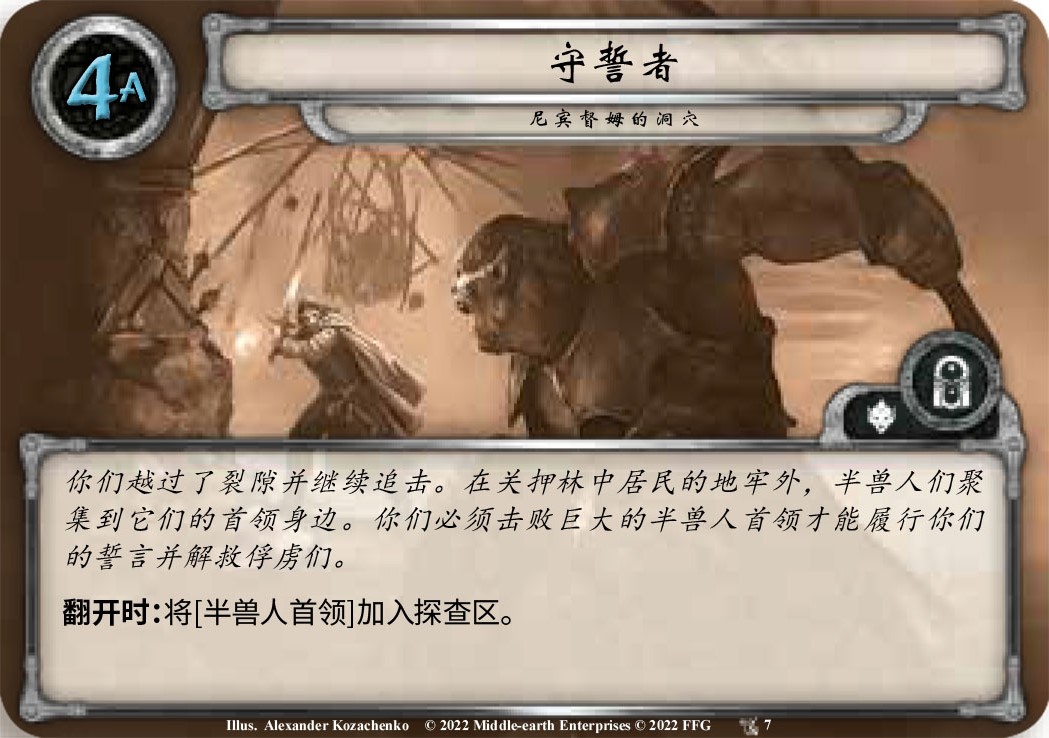 4A
守誓者
尼宾督姆的洞穴
你们越过了裂隙并继续追击。在关押林中居民的地牢外，半兽人们聚
集到它们的首领身边。你们必须击败巨大的半兽人首领才能履行你们
的誓言并解救俘虏们。
翻开时:将[半兽人首领]加入探查区。
Illus. Alexander Kozachenko © 2022 Middle-earth Enterprises © 2022 FFG 7